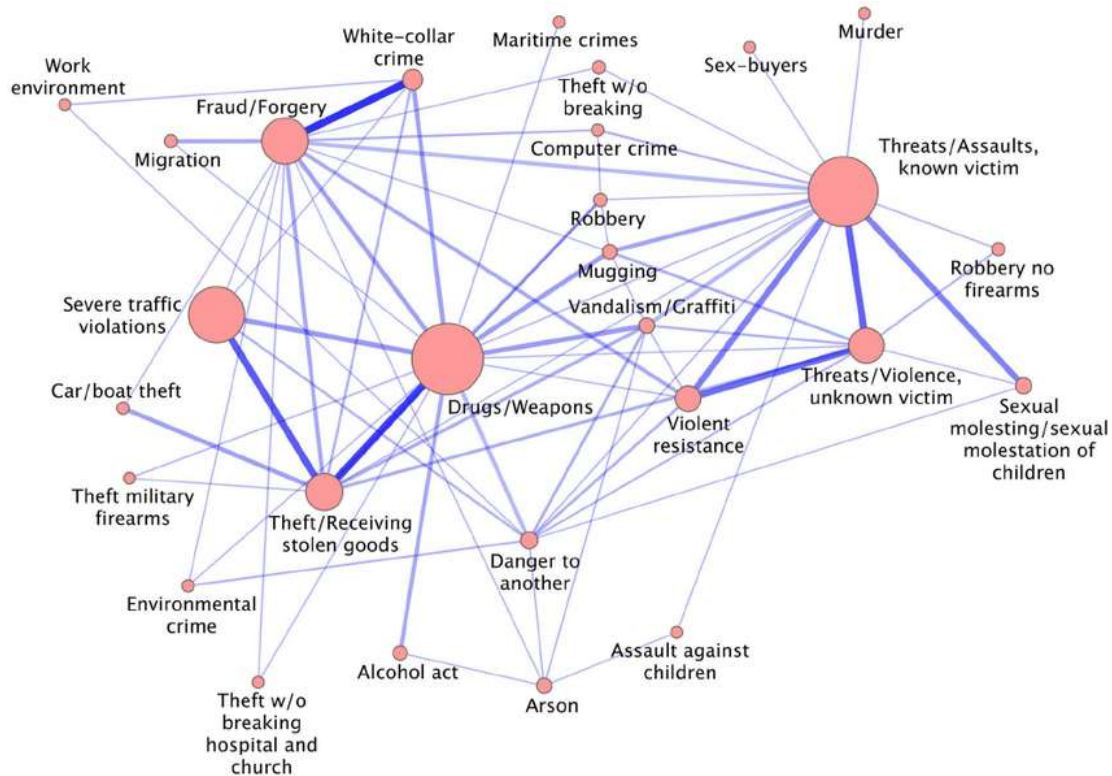 White-collar
crime
Maritime crimes
Murder
Sex-buyers
Work
environment
Theft w/o
breaking
Fraud/Forgery
Migration
Computer crime
Threats/Assaults,
known victim
Robbery
Mugging
Robbery no
firearms
Severe traffic
violations
Vandalism/Graffiti
Car/boat theft
Drugs/Weapons
Threats/Violence,
unknown victim
Violent
resistance
Sexual
molesting/sexual
molestation of
children
Theft military
firearms
Theft/Receiving
stolen goods
Danger to
another
Environmental
crime
Alcohol act
Assault against
children
Arson
Theft w/o
breaking
hospital and
church